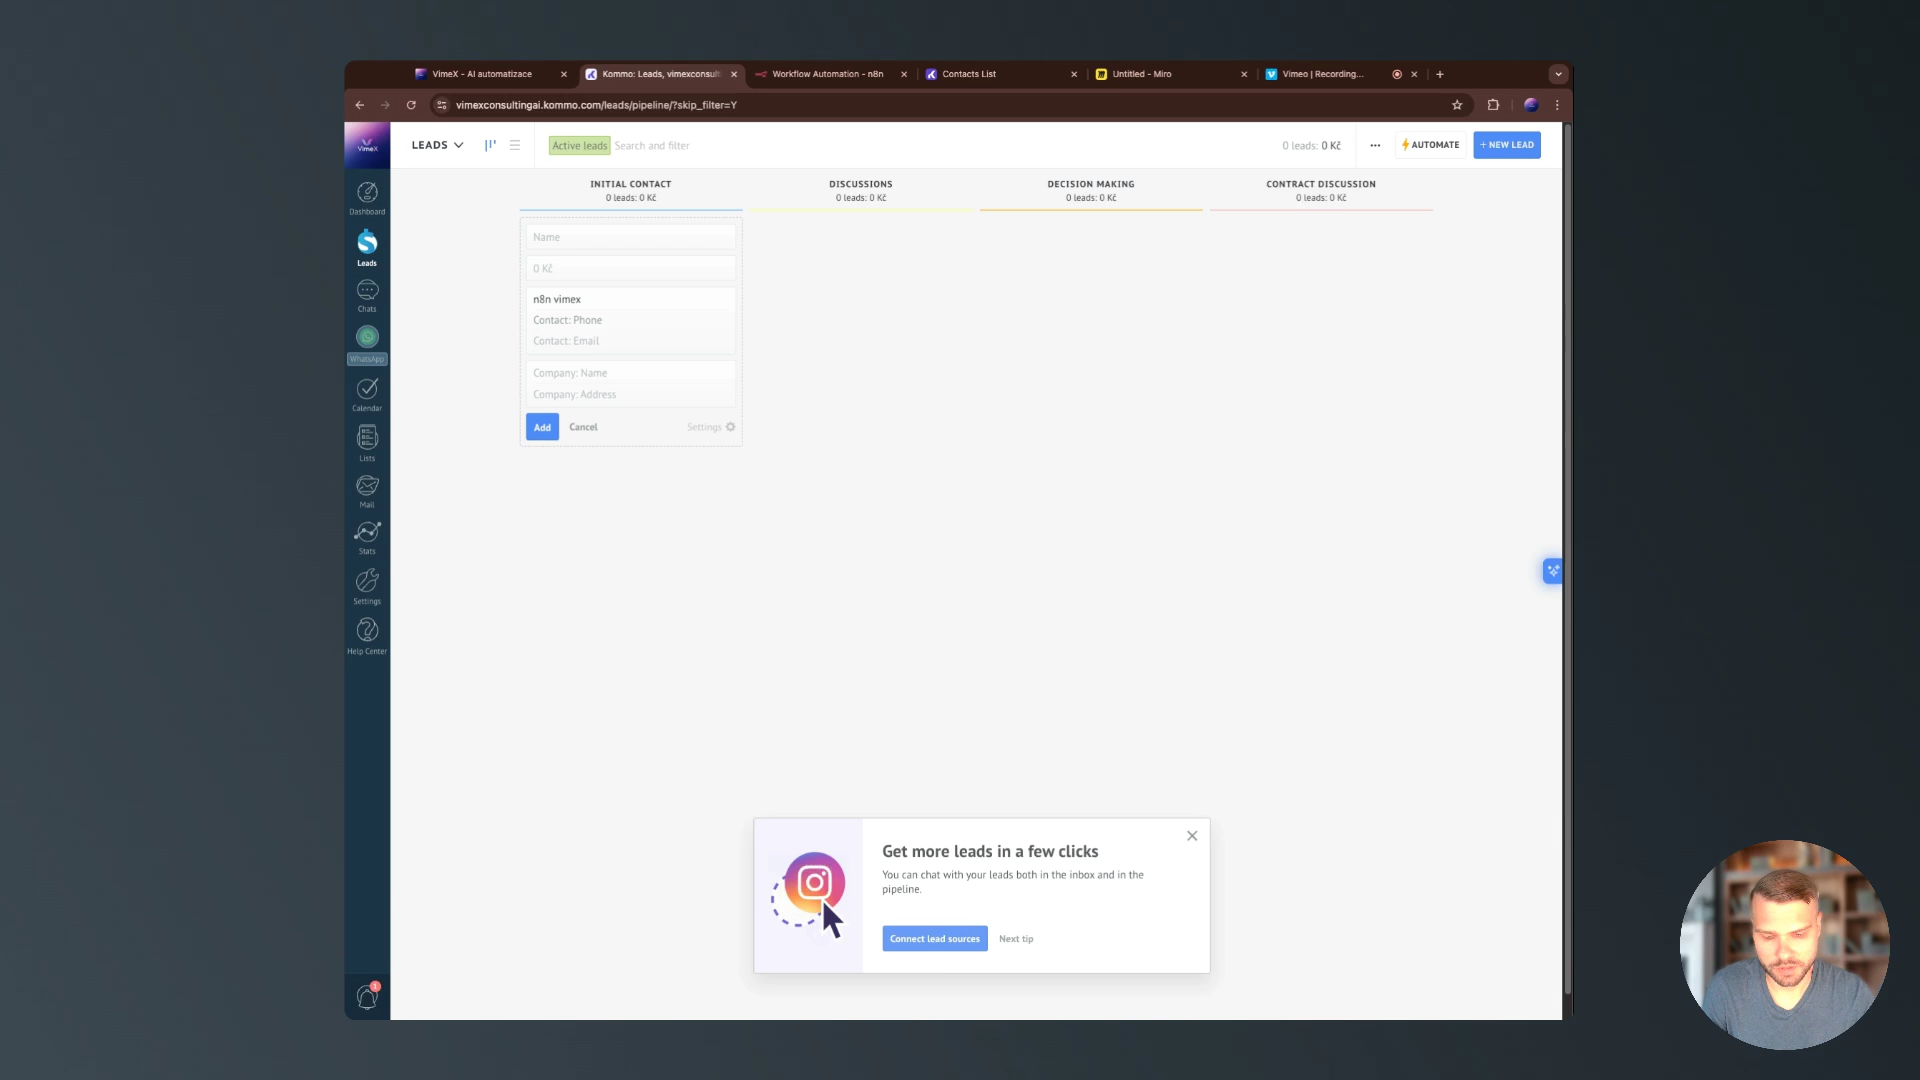 VimeX - AI automatizace
Kommo: Leads, vimexconsult
Workflow Automation - n8n
Contacts List
Untitled - Miro
Vimeo | Recording...
vimexconsultingai.kommo.com/leads/pipeline/?skip_filter=Y
VimeX
LEADS
Active leads
Search and filter
0 leads: 0 Kč
AUTOMATE
+ NEW LEAD
Dashboard
Leads
Chats
WhatsApp
Calendar
Lists
Mail
Stats
Settings
Help Center
1
INITIAL CONTACT
0 leads: 0 Kč
DISCUSSIONS
0 leads: 0 Kč
DECISION MAKING
0 leads: 0 Kč
CONTRACT DISCUSSION
0 leads: 0 Kč
Name
0 Kč
n8n vimex
Contact: Phone
Contact: Email
Company: Name
Company: Address
Add
Cancel
Settings
Get more leads in a few clicks
You can chat with your leads both in the inbox and in the
pipeline.
Connect lead sources
Next tip